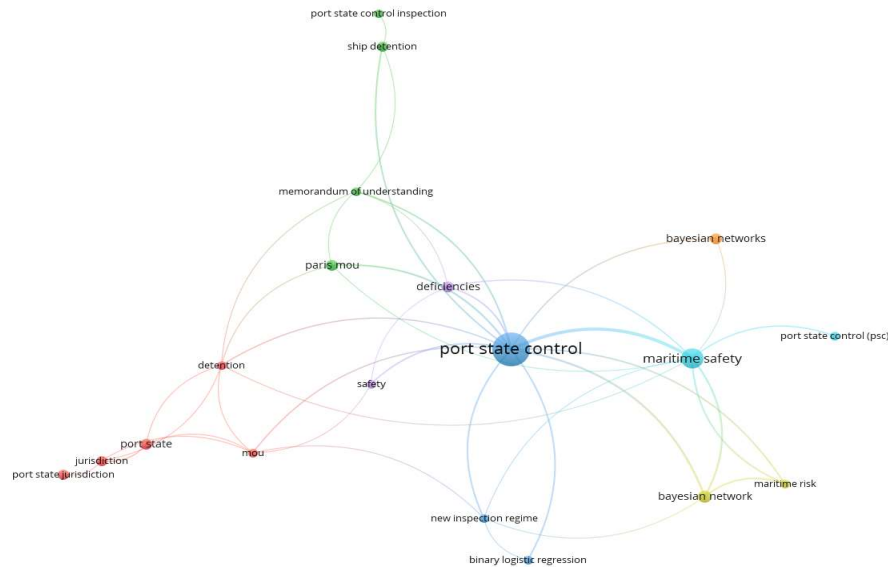 port state control inspection
ship detention
memorandum of understanding
bayesian networks
paris mou
deficiencies
port state control (psc)
port state control
maritime safety
detention
safety
port state
mou
jurisdiction
port state jurisdiction
maritime risk
bayesian network
new inspection regime
binary logistic regression